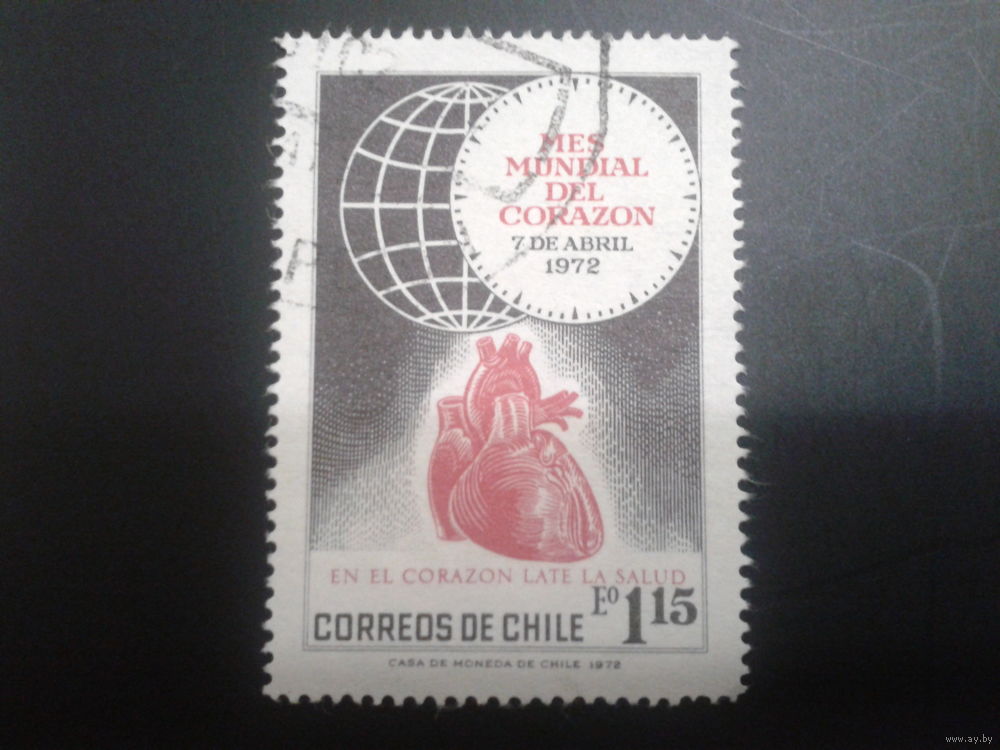 MES
MUNDIAL
DEL
CORAZON
7 DE ABRIL
1972
EN EL CORAZON LATE LA SALUD
CORREOS DE CHILE Eº 1 15
CASA DE MONEDA DE CHILE 1972
www.ay.by